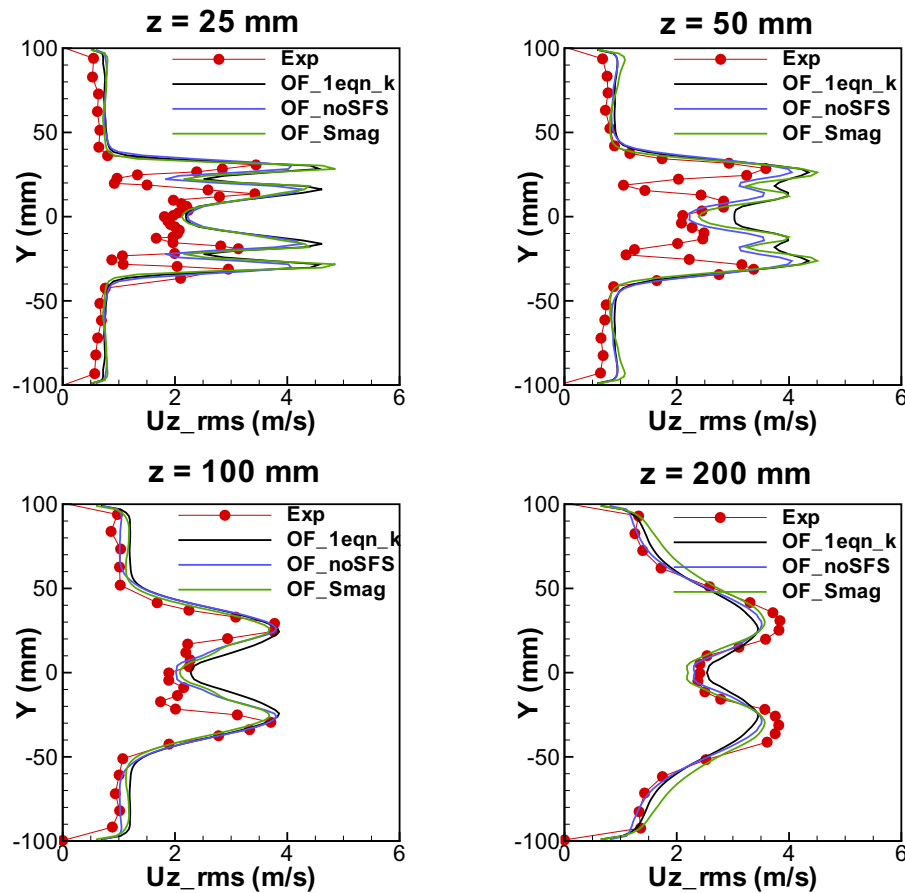 z = 25 mm
100
50
0
-50
-100
Y (mm)
Exp
OF_1eqn_k
OF_noSFS
OF_Smag
0
2
4
6
Uz_rms (m/s)
z = 50 mm
100
50
0
-50
-100
Y (mm)
Exp
OF_1eqn_k
OF_noSFS
OF_Smag
0
2
4
6
Uz_rms (m/s)
z = 100 mm
100
50
0
-50
-100
Y (mm)
Exp
OF_1eqn_k
OF_noSFS
OF_Smag
0
2
4
6
Uz_rms (m/s)
z = 200 mm
100
50
0
-50
-100
Y (mm)
Exp
OF_1eqn_k
OF_noSFS
OF_Smag
0
2
4
6
Uz_rms (m/s)